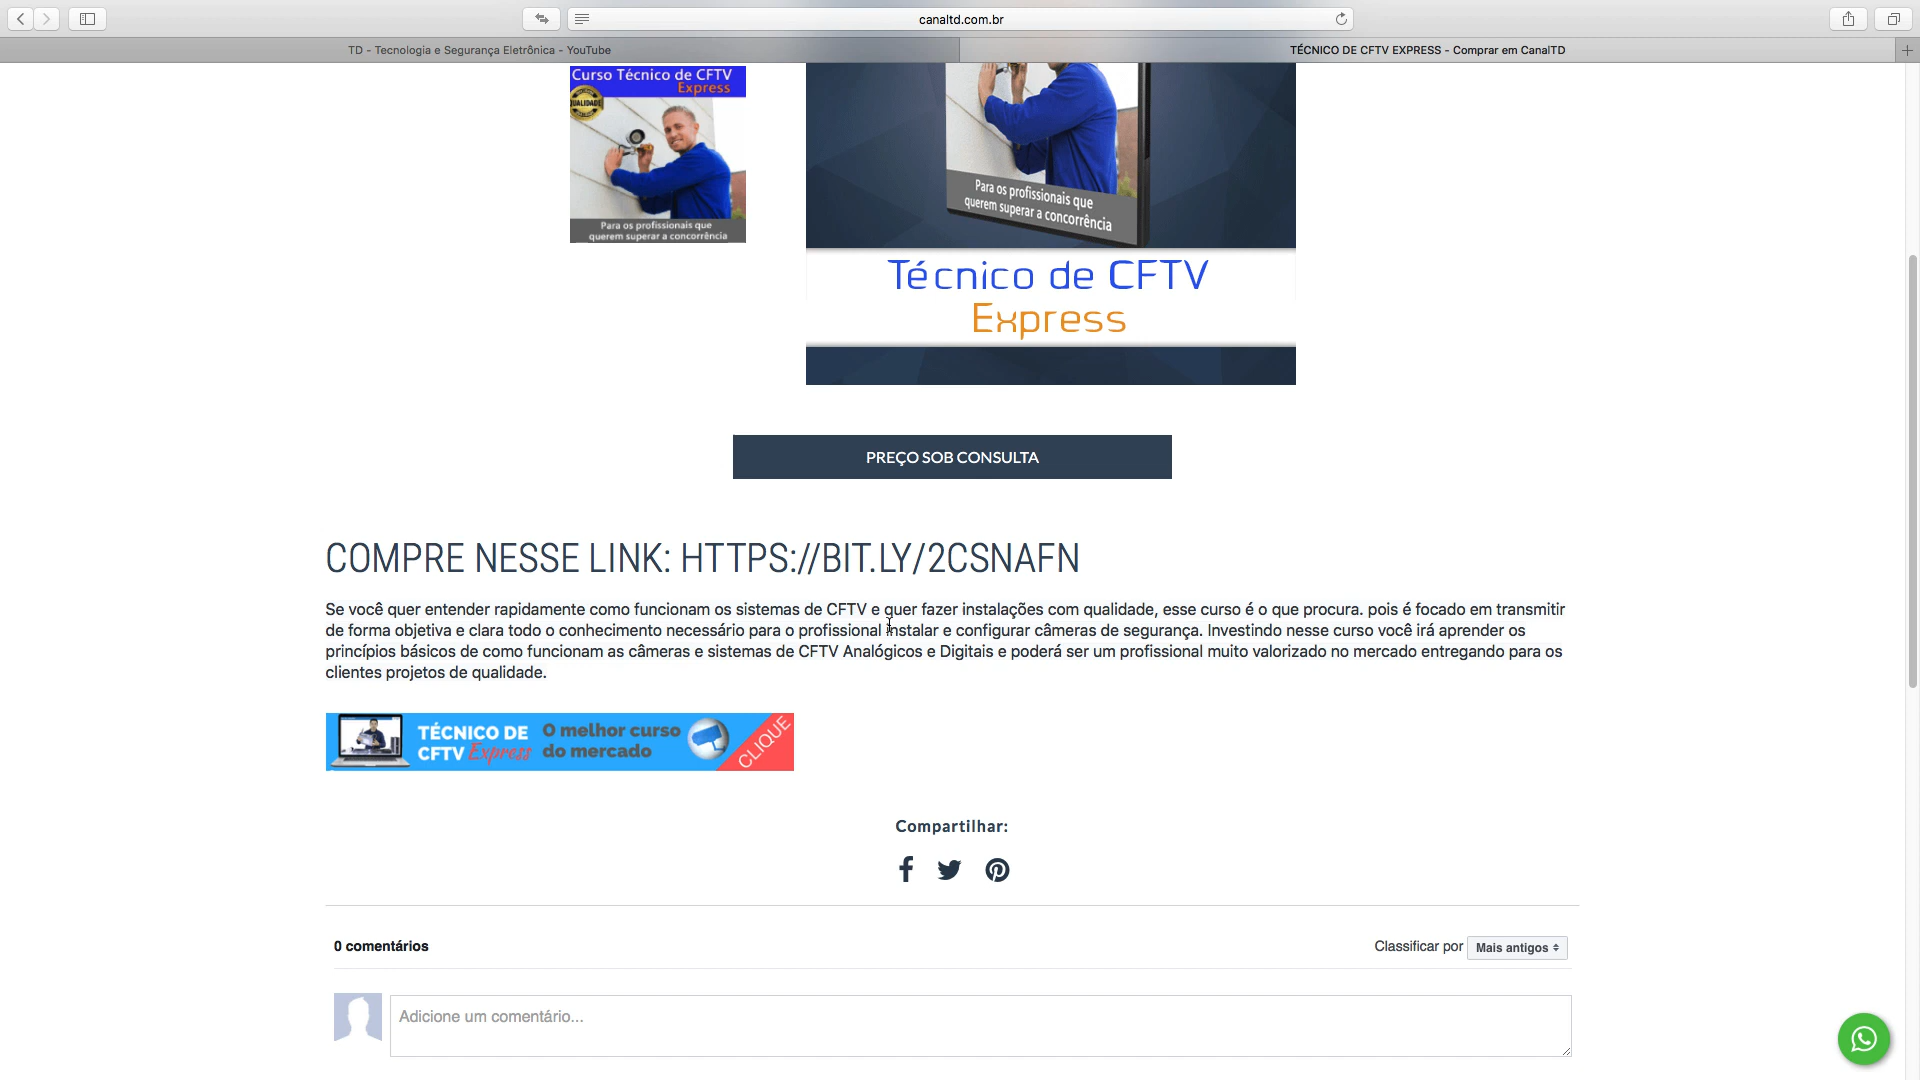 canaltd.com.br
TD - Tecnologia e Segurança Eletrônica - YouTube
TÉCNICO DE CFTV EXPRESS - Comprar em CanalTD
Curso Técnico de CFTV
Express
QUALIDADE
Para os profissionais que
querem superar a concorrência
Para os profissionais que
querem superar a concorrência
Técnico de CFTV
Express
PREÇO SOB CONSULTA
COMPRE NESSE LINK: HTTPS://BIT.LY/2CSNAFN
Se você quer entender rapidamente como funcionam os sistemas de CFTV e quer fazer instalações com qualidade, esse curso é o que procura. pois é focado em transmitir
de forma objetiva e clara todo o conhecimento necessário para o profissional instalar e configurar câmeras de segurança. Investindo nesse curso você irá aprender os
princípios básicos de como funcionam as câmeras e sistemas de CFTV Analógicos e Digitais e poderá ser um profissional muito valorizado no mercado entregando para os
clientes projetos de qualidade.
TÉCNICO DE
CFTV Express
O melhor curso
do mercado
CLIQUE
Compartilhar:
0 comentários
Classificar por Mais antigos
Adicione um comentário...